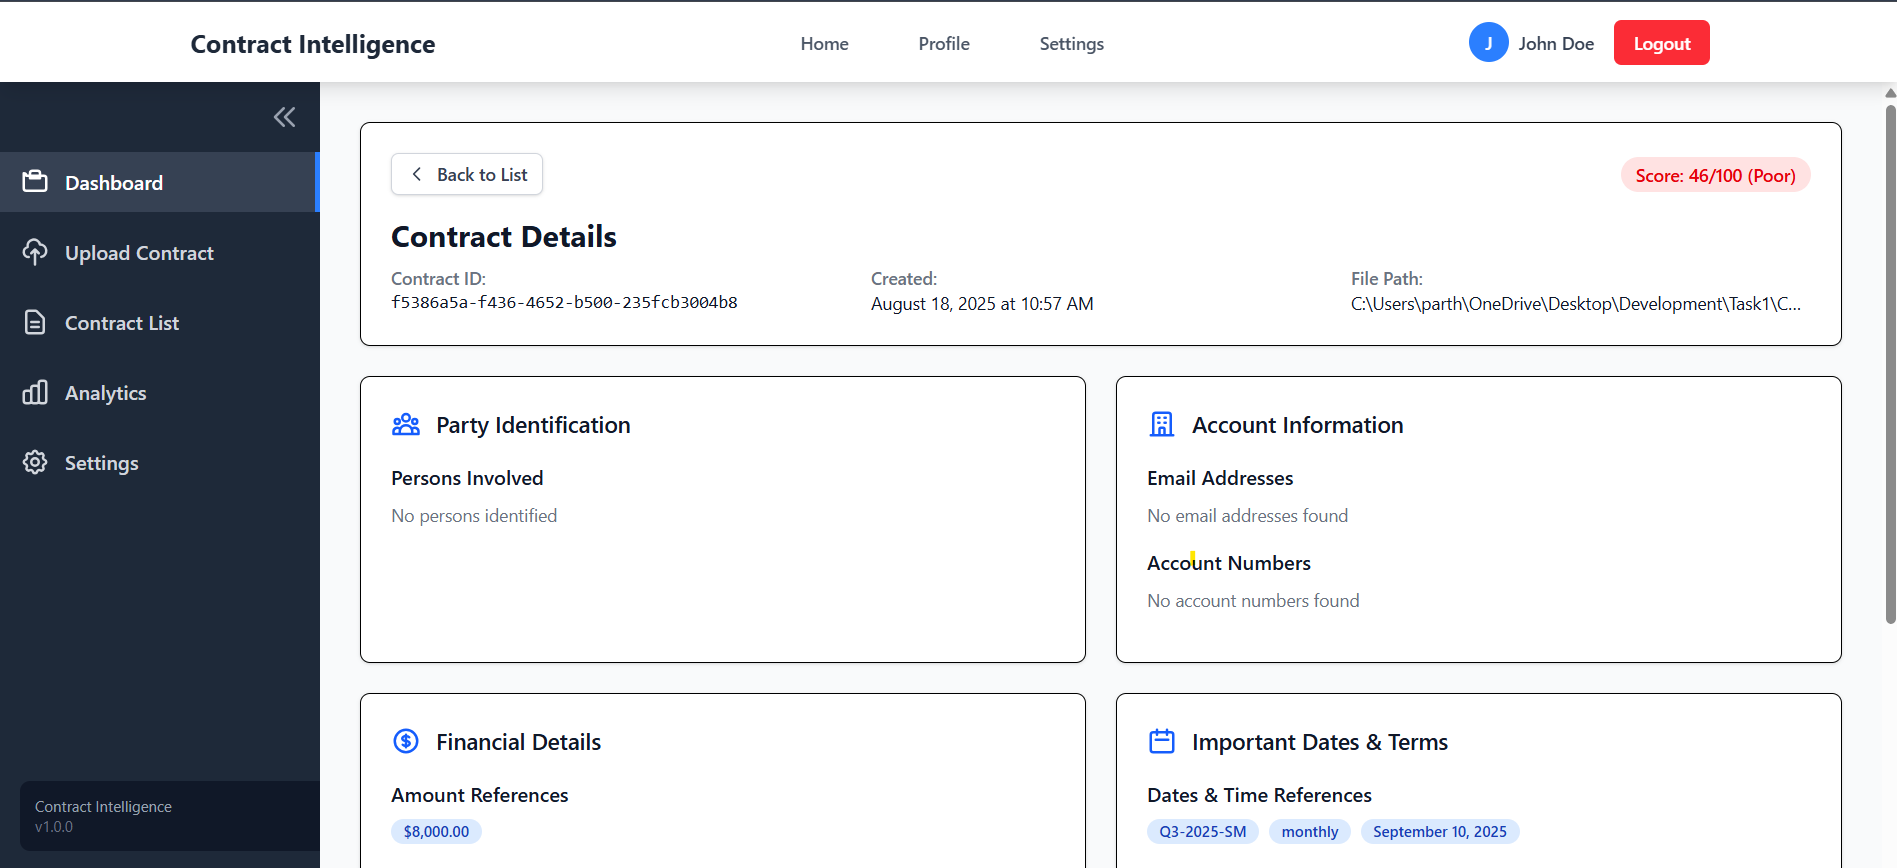 Contract Intelligence
Home
Profile
Settings
J
John Doe
Logout
Dashboard
Upload Contract
Contract List
Analytics
Settings
Contract Intelligence
v1.0.0
Back to List
Score: 46/100 (Poor)
Contract Details
Contract ID:
f5386a5a-f436-4652-b500-235fcb3004b8
Created:
August 18, 2025 at 10:57 AM
File Path:
C:\Users\parth\OneDrive\Desktop\Development\Task1\C...
Party Identification
Persons Involved
No persons identified
Account Information
Email Addresses
No email addresses found
Account Numbers
No account numbers found
Financial Details
Amount References
$8,000.00
Important Dates & Terms
Dates & Time References
Q3-2025-SM
monthly
September 10, 2025